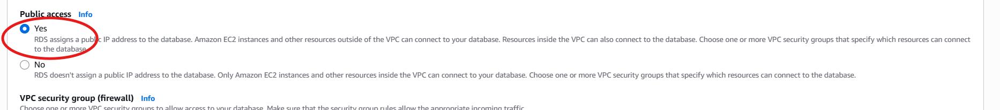 Public access Info
Yes
RDS assigns a public IP address to the database. Amazon EC2 instances and other resources outside of the VPC can connect to your database. Resources inside the VPC can also connect to the database. Choose one or more VPC security groups that specify which resources can connect
to the database.
No
RDS doesn't assign a public IP address to the database. Only Amazon EC2 instances and other resources inside the VPC can connect to your database. Choose one or more VPC security groups that specify which resources can connect to the database.
VPC security group (firewall) Info
Choose one or more VPC security groups to allow access to your database. Make sure that the security group rules allow the appropriate incoming traffic.